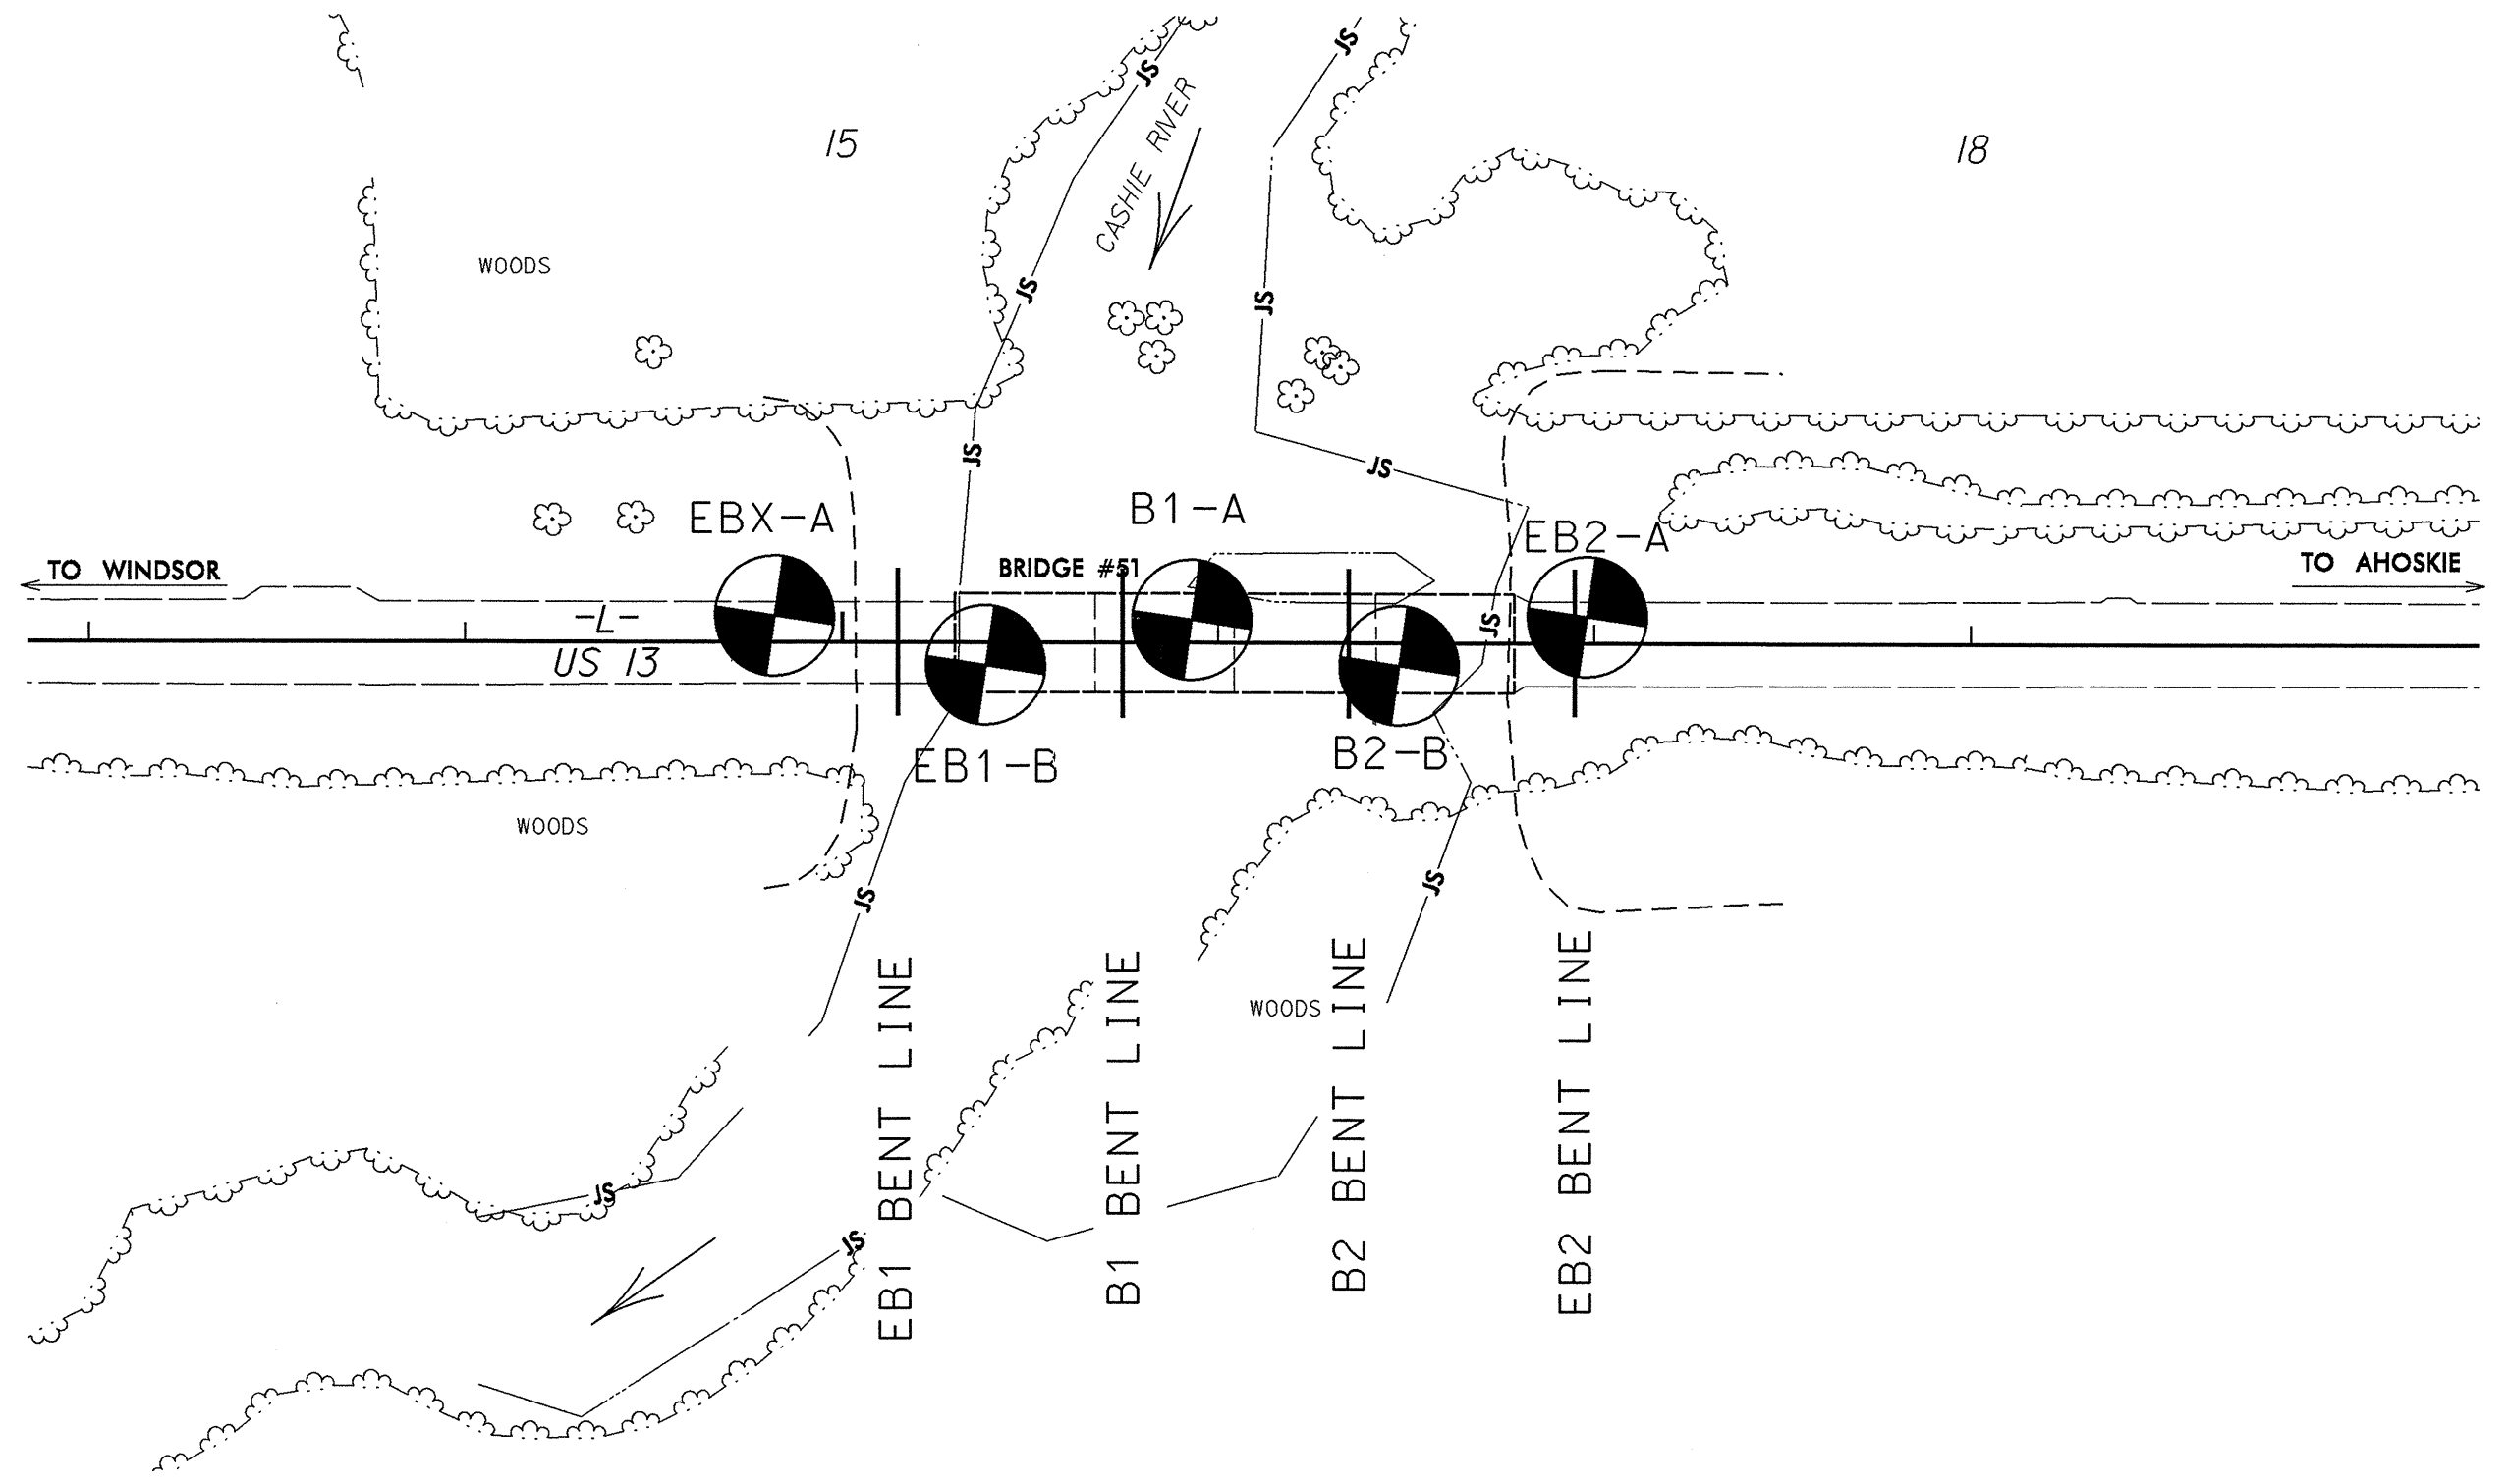 JS
JS
CASHIE RIVER
15
18
WOODS
JS
JS
JS
JS
EBX-A
B1-A
EB2-A
TO WINDSOR
BRIDGE #51
TO AHOSKIE
-L-
US 13
JS
EB1-B
B2-B
WOODS
JS
JS
WOODS
EB1 BENT LINE
B1 BENT LINE
B2 BENT LINE
EB2 BENT LINE
JS
JS